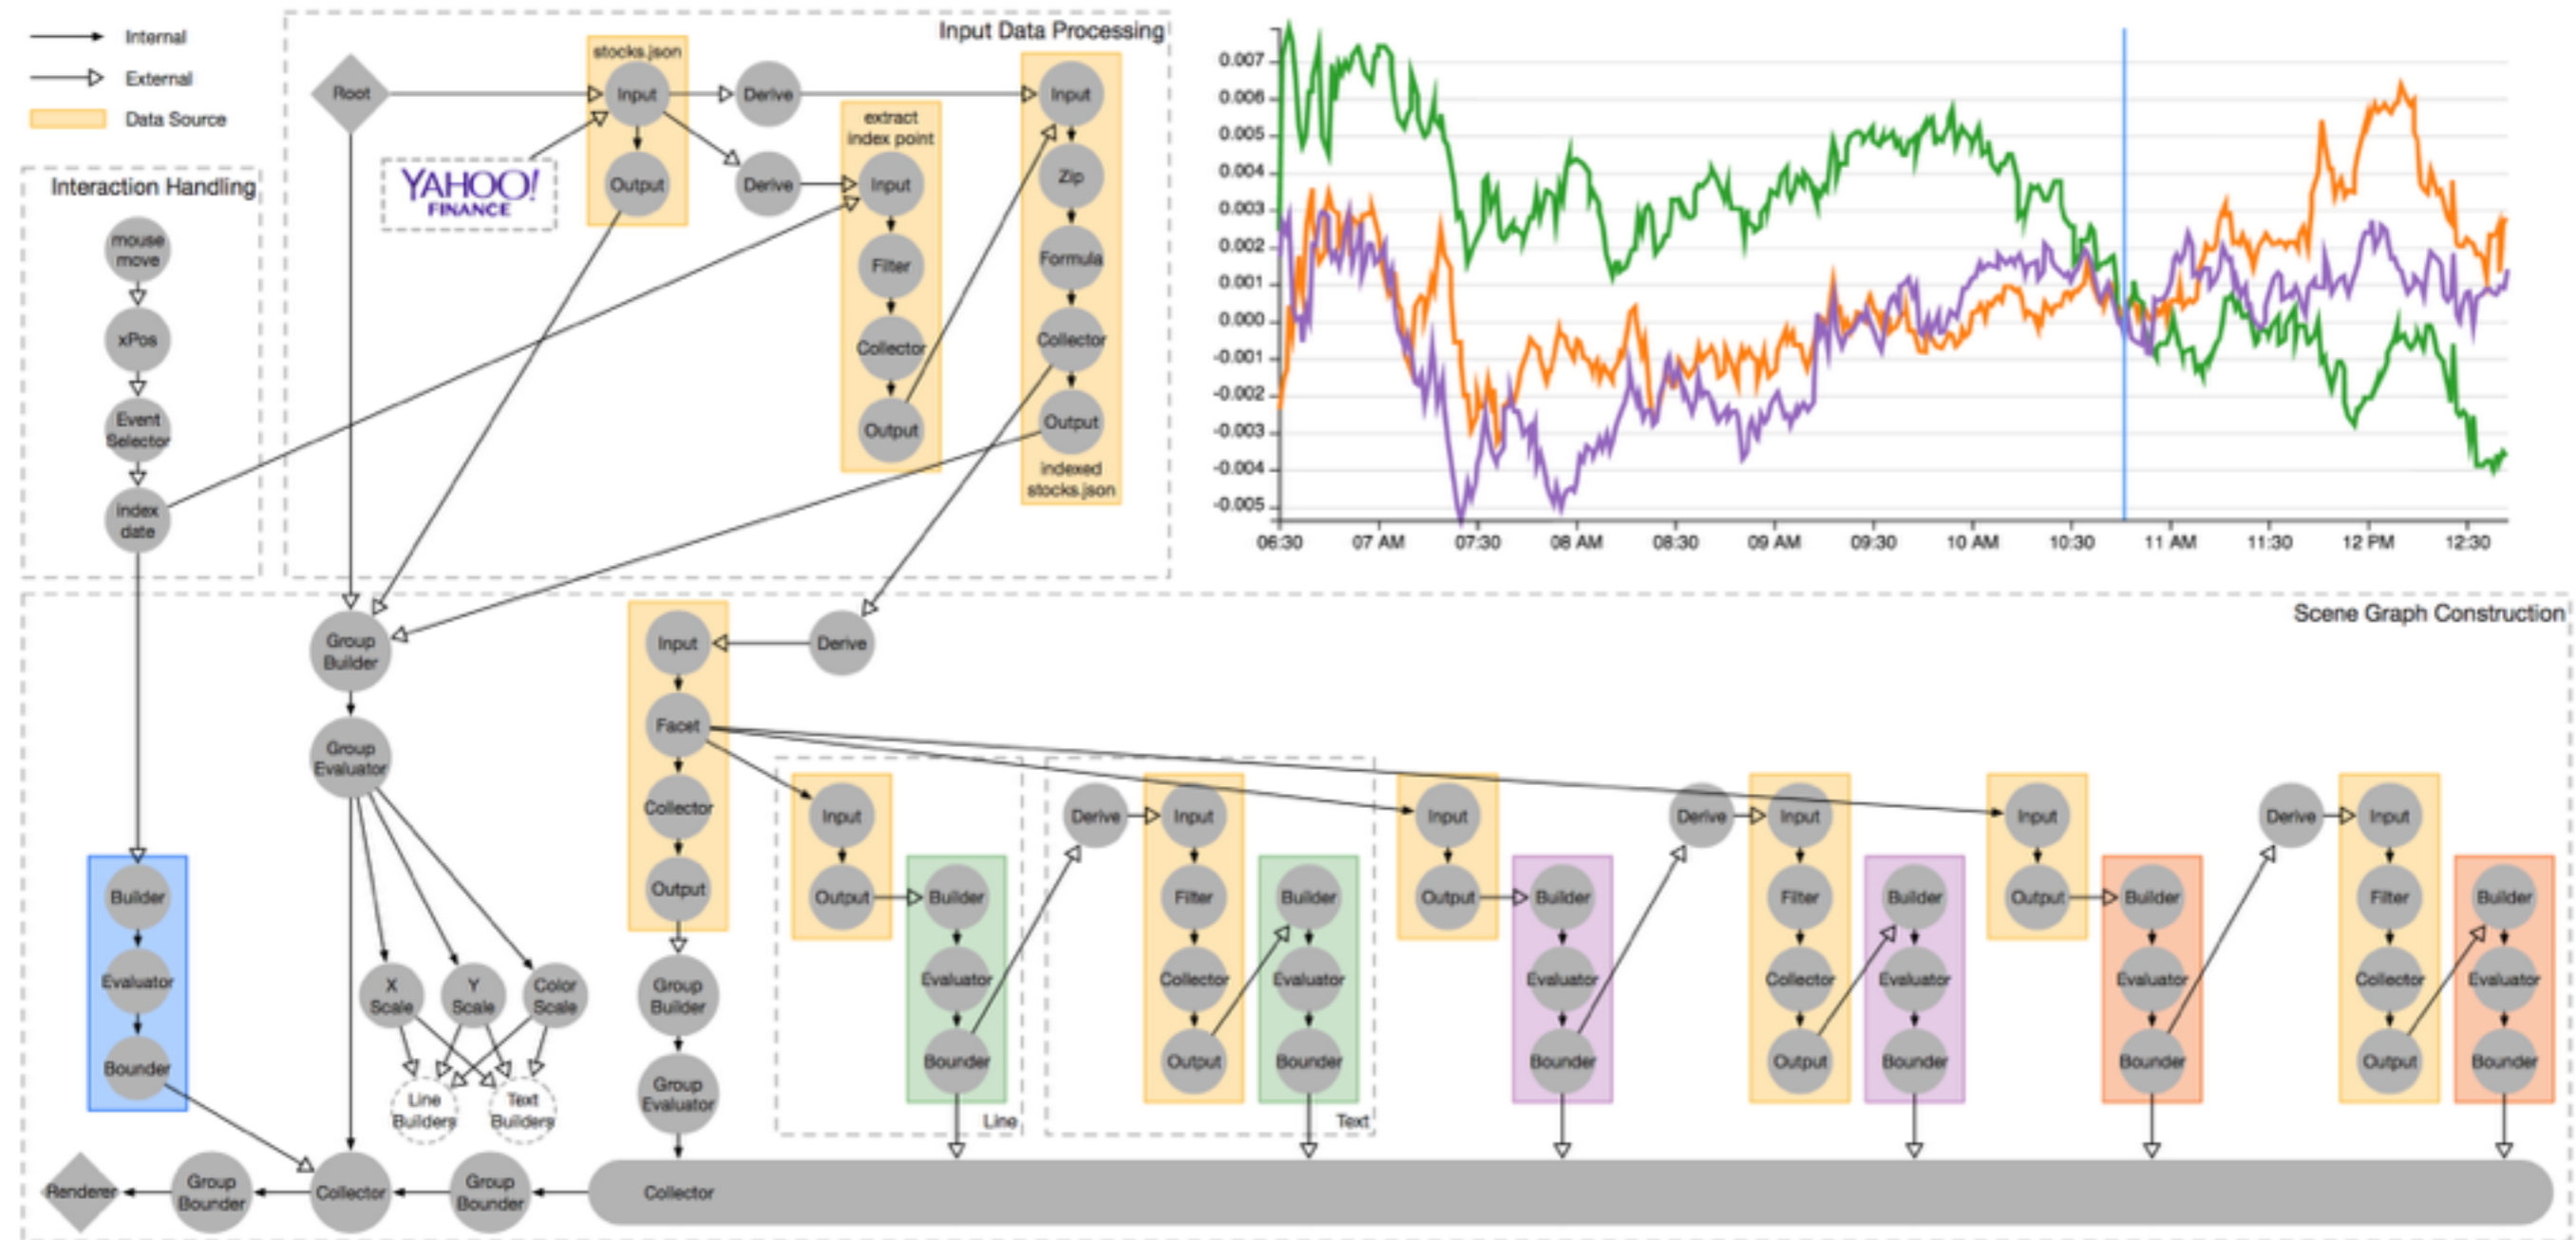 Internal
External
Data Source
Interaction Handling
mouse
move
xPos
Event
Selector
index
date
Input Data Processing
Root
stocks.json
Input
Output
YAHOO!
FINANCE
Derive
Derive
extract
index point
Input
Filter
Collector
Output
Input
Zip
Formula
Collector
Output
indexed
stocks.json
0.007
0.006
0.005
0.004
0.003
0.002
0.001
0.000
-0.001
-0.002
-0.003
-0.004
-0.005
06:30
07 AM
07:30
08 AM
08:30
09 AM
09:30
10 AM
10:30
11 AM
11:30
12 PM
12:30
Scene Graph Construction
Group
Builder
Group
Evaluator
Builder
Evaluator
Bounder
X
Scale
Y
Scale
Color
Scale
Line
Builders
Text
Builders
Input
Derive
Facet
Collector
Output
Group
Builder
Group
Evaluator
Input
Output
Builder
Evaluator
Bounder
Line
Derive
Input
Filter
Collector
Output
Builder
Evaluator
Bounder
Text
Input
Output
Builder
Evaluator
Bounder
Derive
Input
Filter
Collector
Output
Builder
Evaluator
Bounder
Input
Output
Builder
Evaluator
Bounder
Derive
Input
Filter
Collector
Output
Builder
Evaluator
Bounder
Renderer
Group
Bounder
Collector
Group
Bounder
Collector